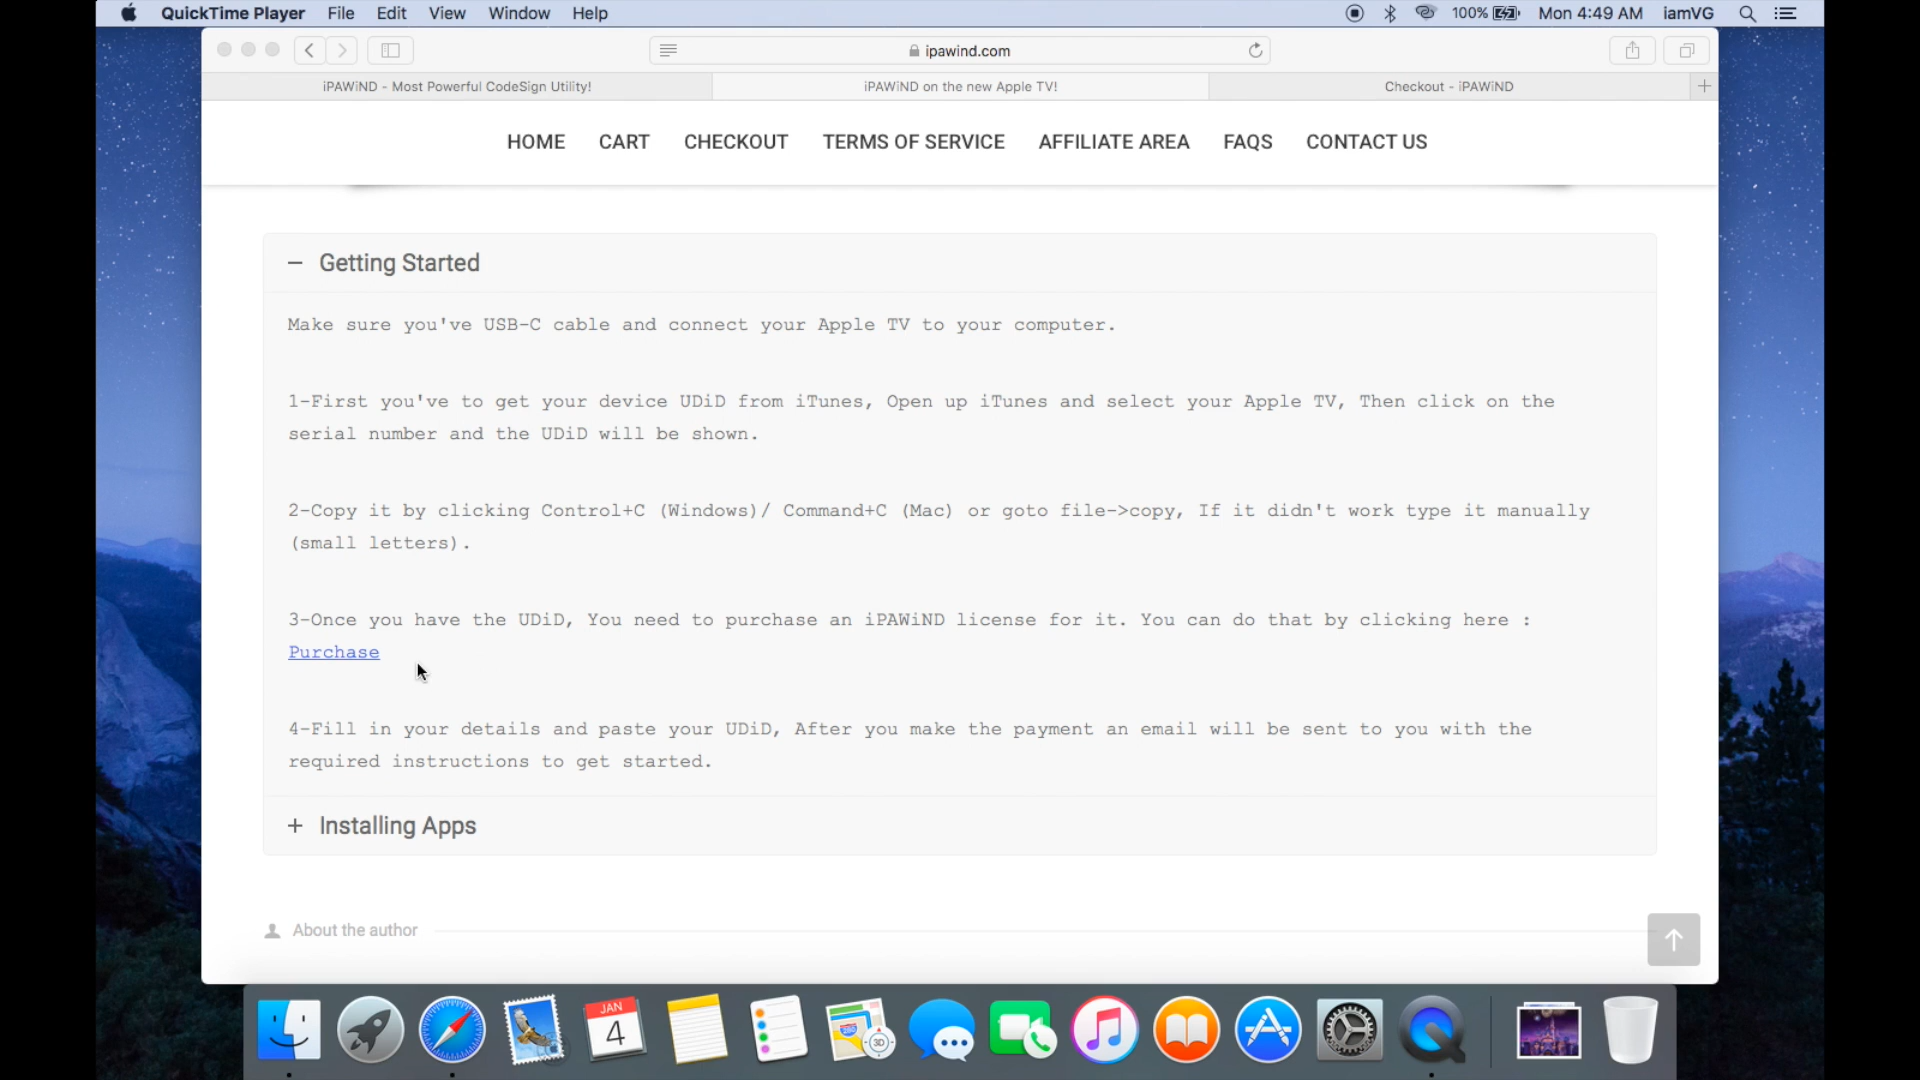 QuickTime Player File Edit View Window Help 100% Mon 4:49 AM iamVG
ipawind.com
iPAWiND - Most Powerful CodeSign Utility! iPAWiND on the new Apple TV! Checkout - iPAWiND
HOME CART CHECKOUT TERMS OF SERVICE AFFILIATE AREA FAQS CONTACT US
− Getting Started
Make sure you've USB-C cable and connect your Apple TV to your computer.
1-First you've to get your device UDiD from iTunes, Open up iTunes and select your Apple TV, Then click on the
serial number and the UDiD will be shown.
2-Copy it by clicking Control+C (Windows)/ Command+C (Mac) or goto file->copy, If it didn't work type it manually
(small letters).
3-Once you have the UDiD, You need to purchase an iPAWiND license for it. You can do that by clicking here :
Purchase
4-Fill in your details and paste your UDiD, After you make the payment an email will be sent to you with the
required instructions to get started.
+ Installing Apps
About the author
JAN
4
3D